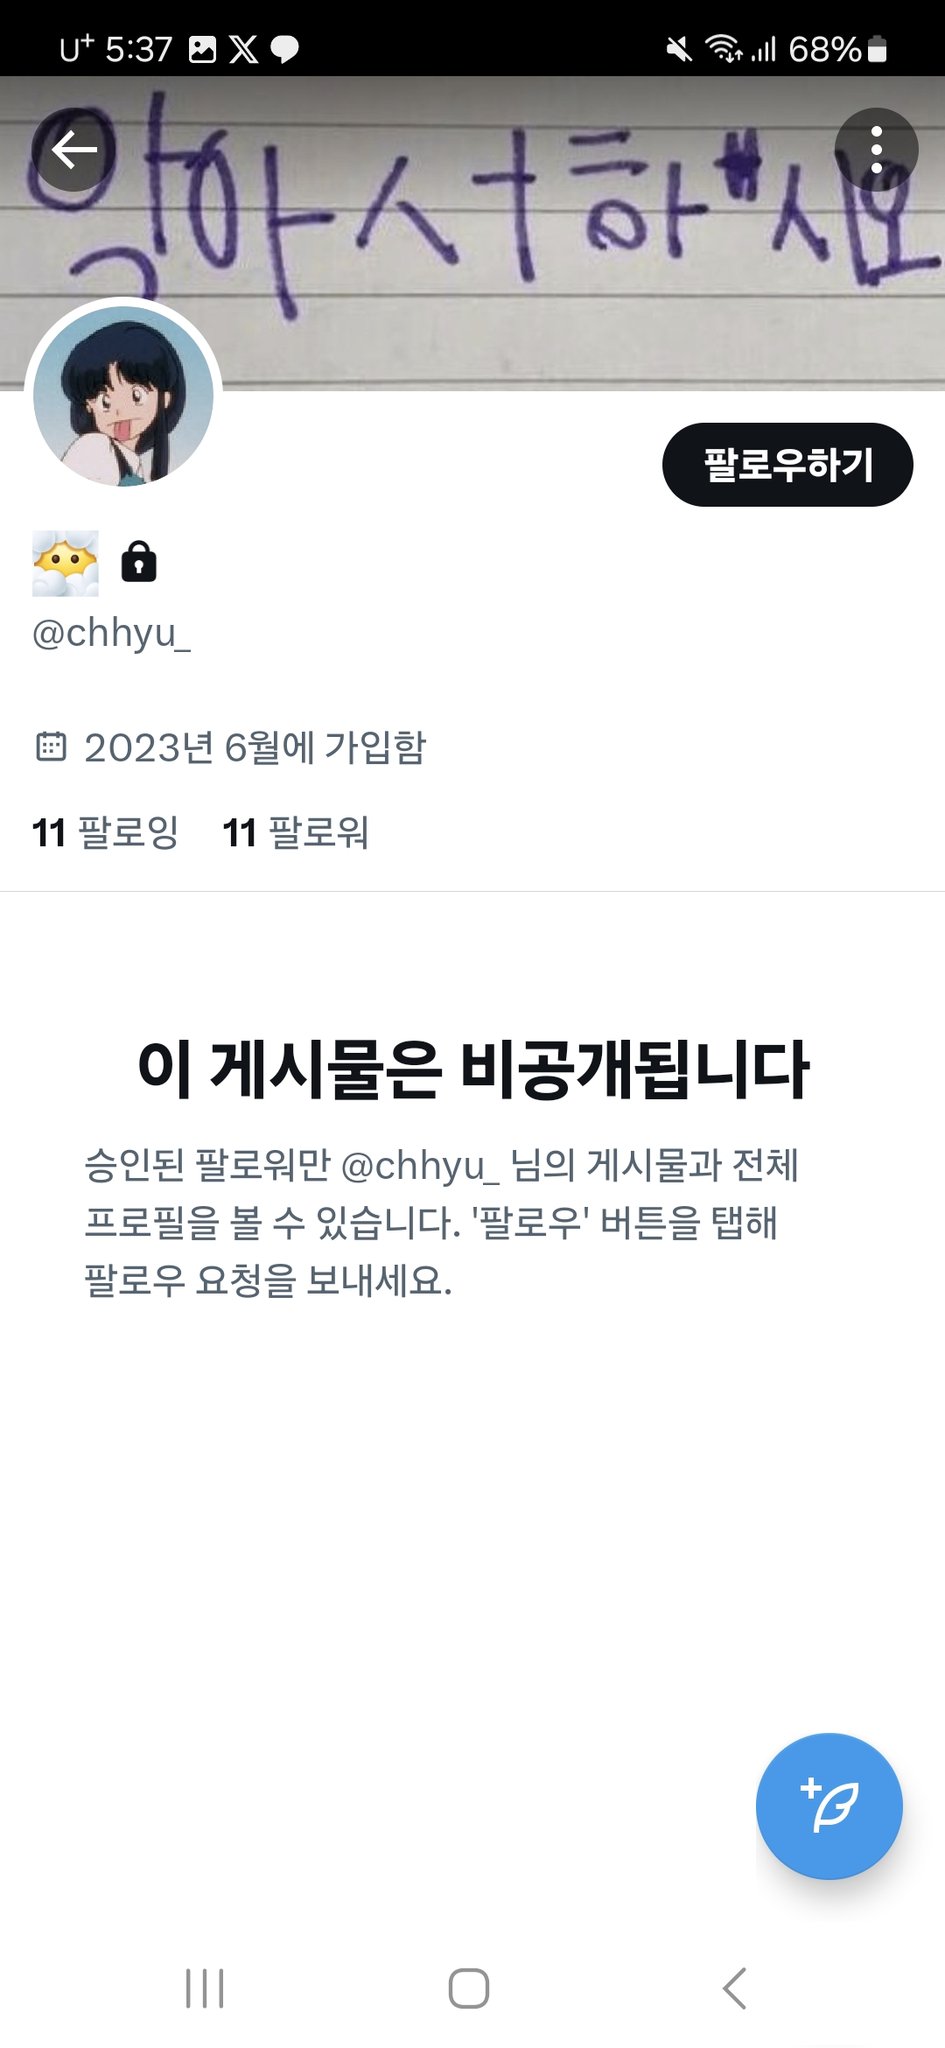 U+ 5:37 68%
악아서 하시요
팔로우하기
@chhyu_
2023년 6월에 가입함
11 팔로잉 11 팔로워
이 게시물은 비공개됩니다
승인된 팔로워만 @chhyu_ 님의 게시물과 전체
프로필을 볼 수 있습니다. '팔로우' 버튼을 탭해
팔로우 요청을 보내세요.